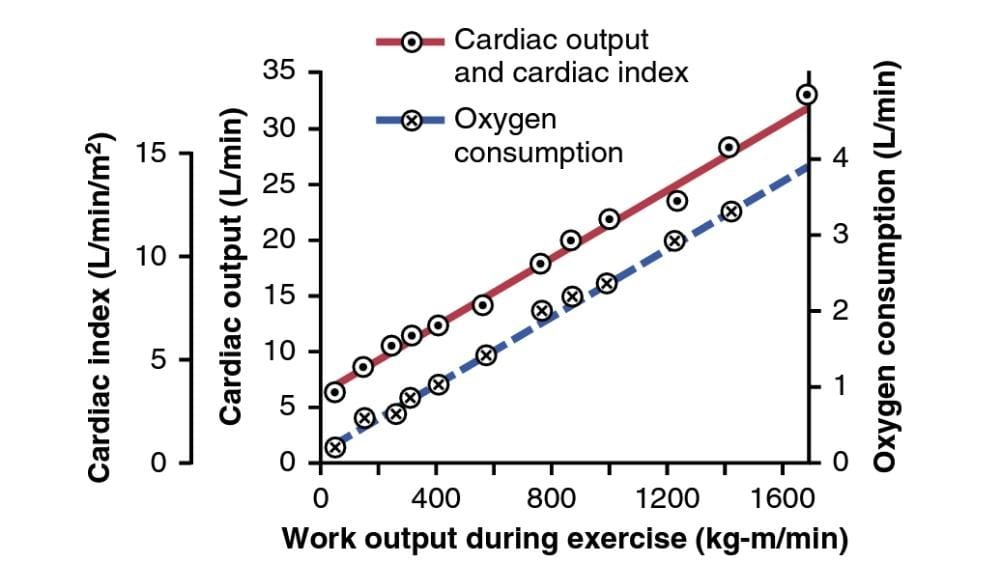 Cardiac output
and cardiac index
Oxygen
consumption
Cardiac index (L/min/m²)
15
10
5
0
Cardiac output (L/min)
35
30
25
20
15
10
5
0
Oxygen consumption (L/min)
4
3
2
1
0
0 400 800 1200 1600
Work output during exercise (kg-m/min)